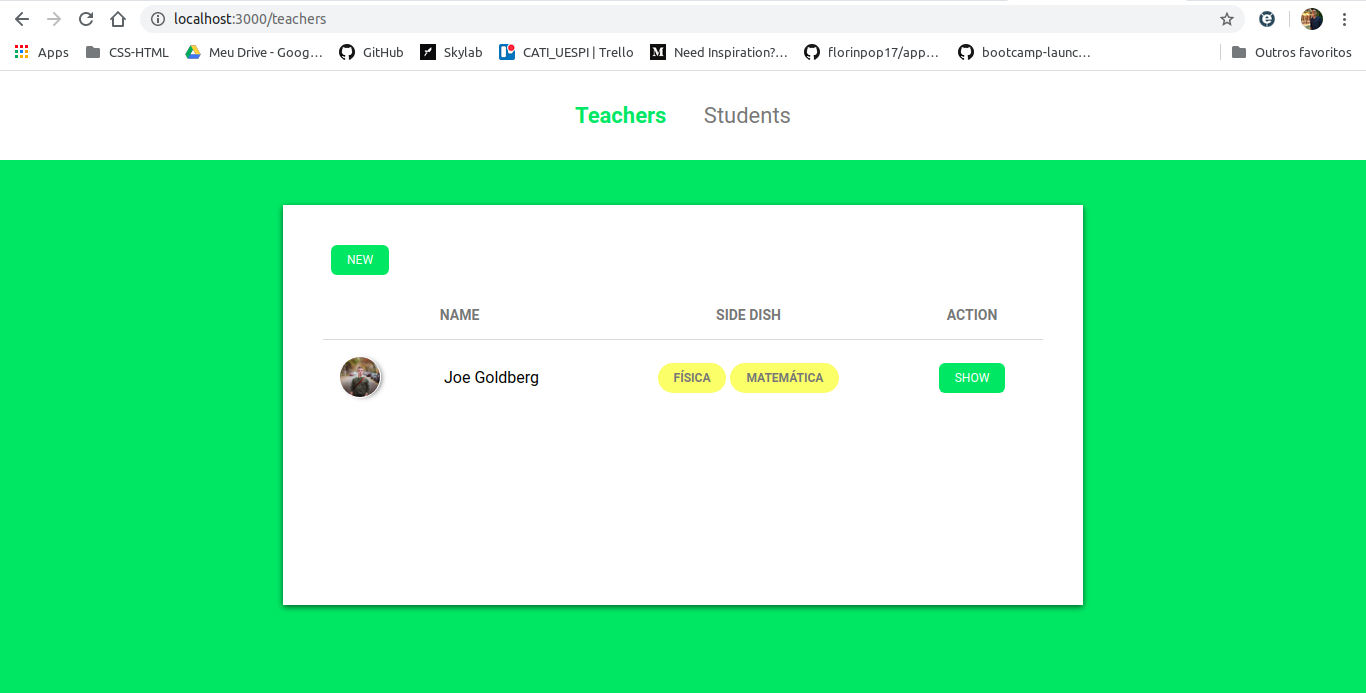 localhost:3000/teachers
Apps CSS-HTML Meu Drive - Goog… GitHub Skylab CATI_UESPI | Trello Need Inspiration?… florinpop17/app… bootcamp-launc… Outros favoritos
Teachers Students
NEW
NAME SIDE DISH ACTION
Joe Goldberg FÍSICA MATEMÁTICA SHOW